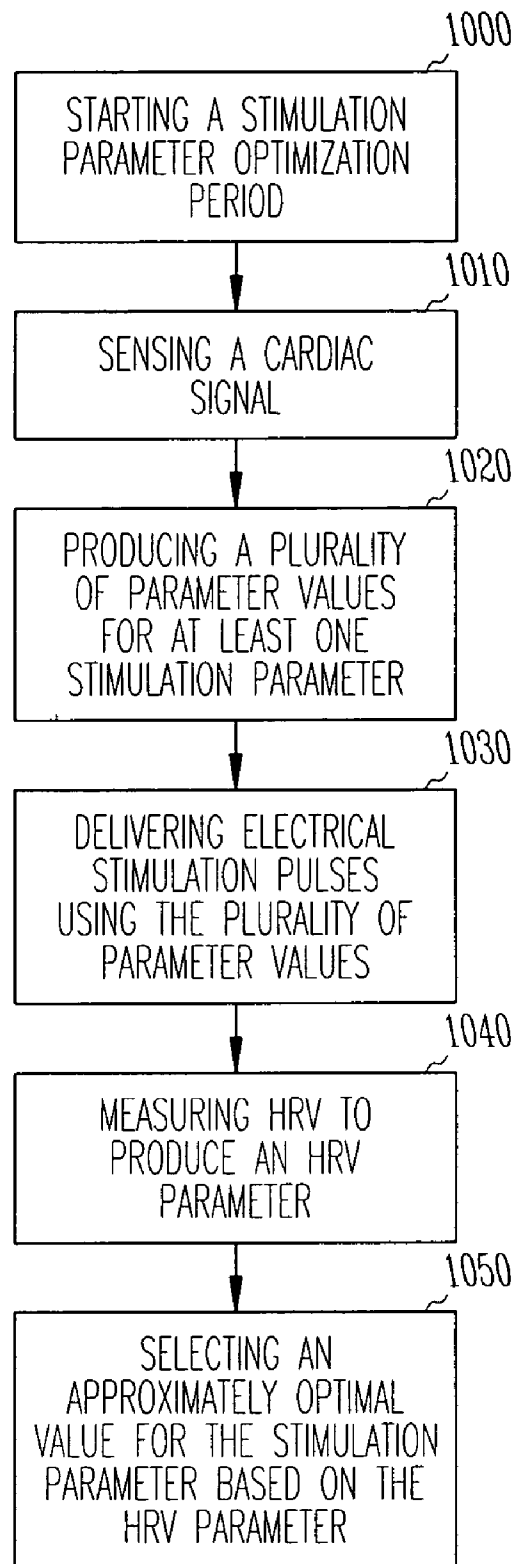 1000
STARTING A STIMULATION
PARAMETER OPTIMIZATION
PERIOD
1010
SENSING A CARDIAC
SIGNAL
1020
PRODUCING A PLURALITY
OF PARAMETER VALUES
FOR AT LEAST ONE
STIMULATION PARAMETER
1030
DELIVERING ELECTRICAL
STIMULATION PULSES
USING THE PLURALITY OF
PARAMETER VALUES
1040
MEASURING HRV TO
PRODUCE AN HRV
PARAMETER
1050
SELECTING AN
APPROXIMATELY OPTIMAL
VALUE FOR THE STIMULATION
PARAMETER BASED ON THE
HRV PARAMETER